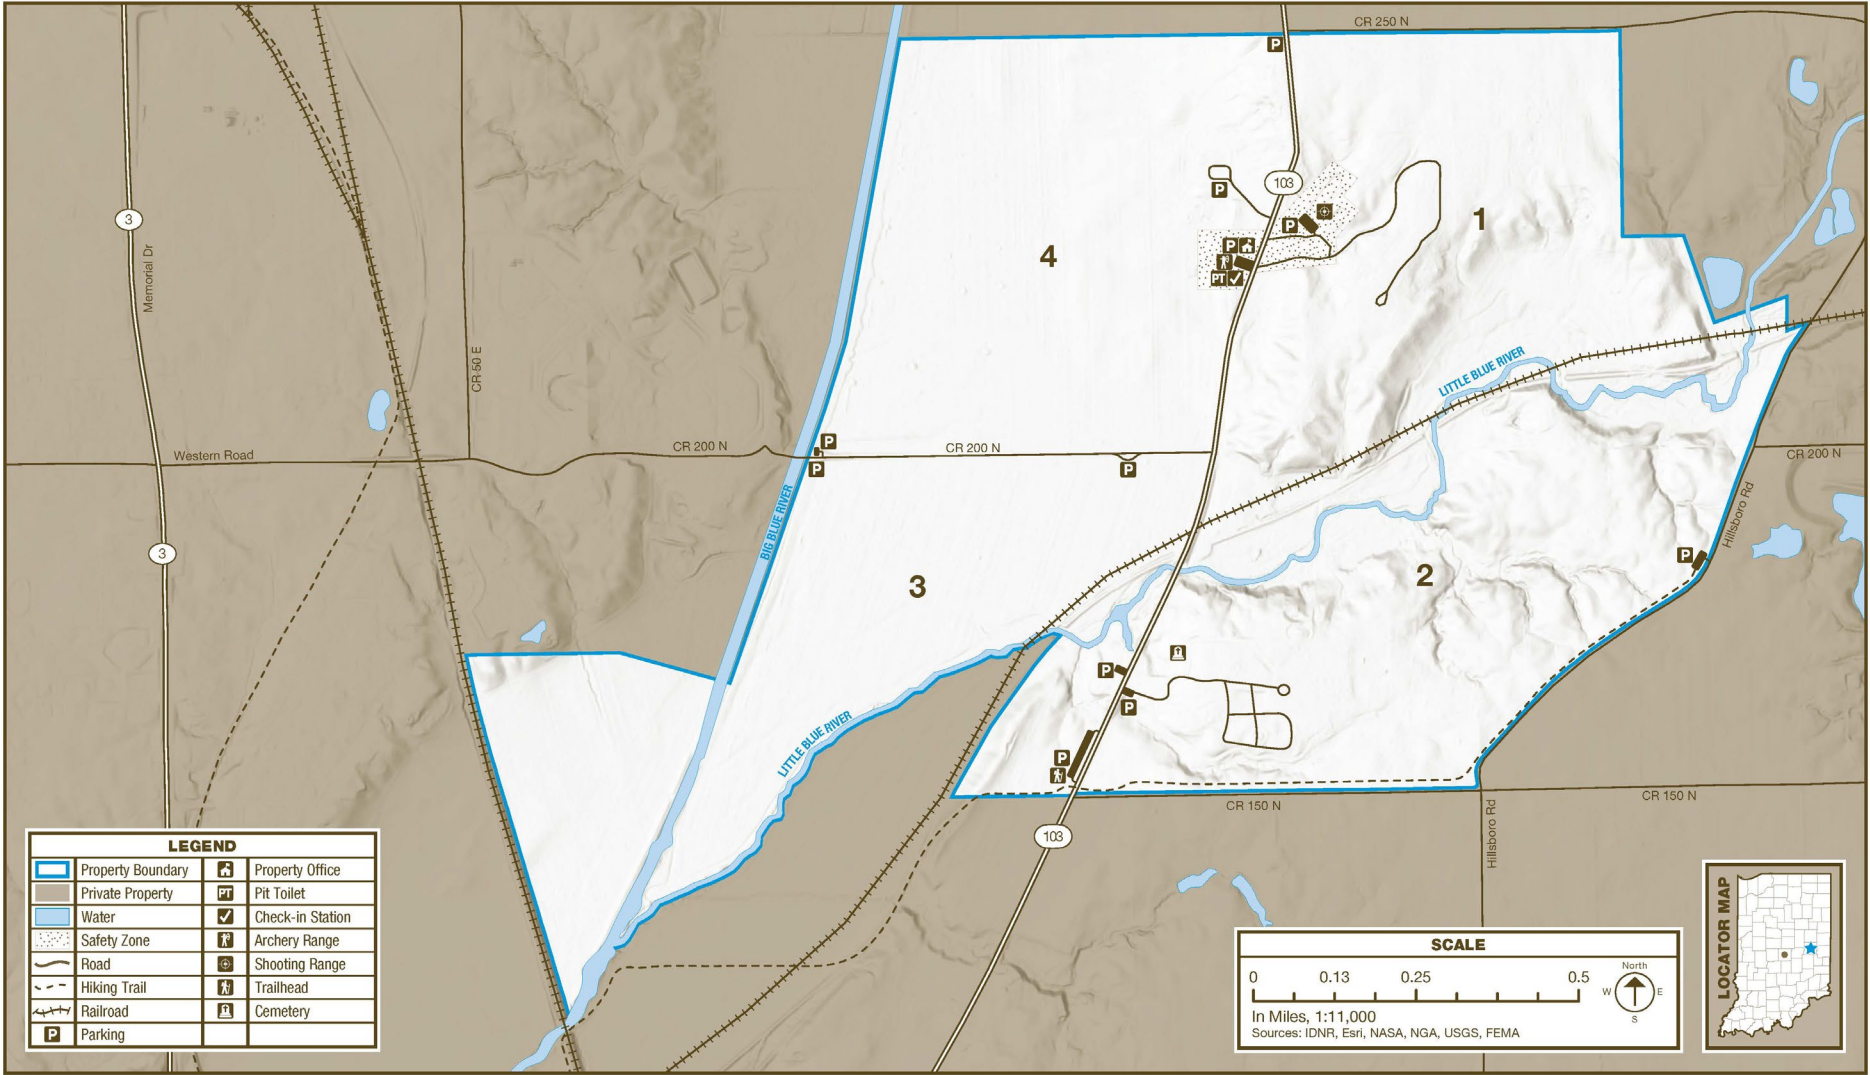 CR 250 N
P
103
P
1
3
P
4
P
Memorial Dr
PT
LITTLE BLUE RIVER
CR 50 E
P
CR 200 N
CR 200 N
Western Road
CR 200 N
P
P
Hillsboro Rd
BIG BLUE RIVER
3
P
2
3
P
P
LITTLE BLUE RIVER
P
CR 150 N
CR 150 N
Hillsboro Rd
103
LEGEND
Property Boundary
Property Office
Private Property
PT
Pit Toilet
Water
Check-in Station
Safety Zone
Archery Range
Road
Shooting Range
Hiking Trail
Trailhead
Railroad
Cemetery
P
Parking
SCALE
0 0.13 0.25 0.5
In Miles, 1:11,000
Sources: IDNR, Esri, NASA, NGA, USGS, FEMA
North
W E
S
LOCATOR MAP